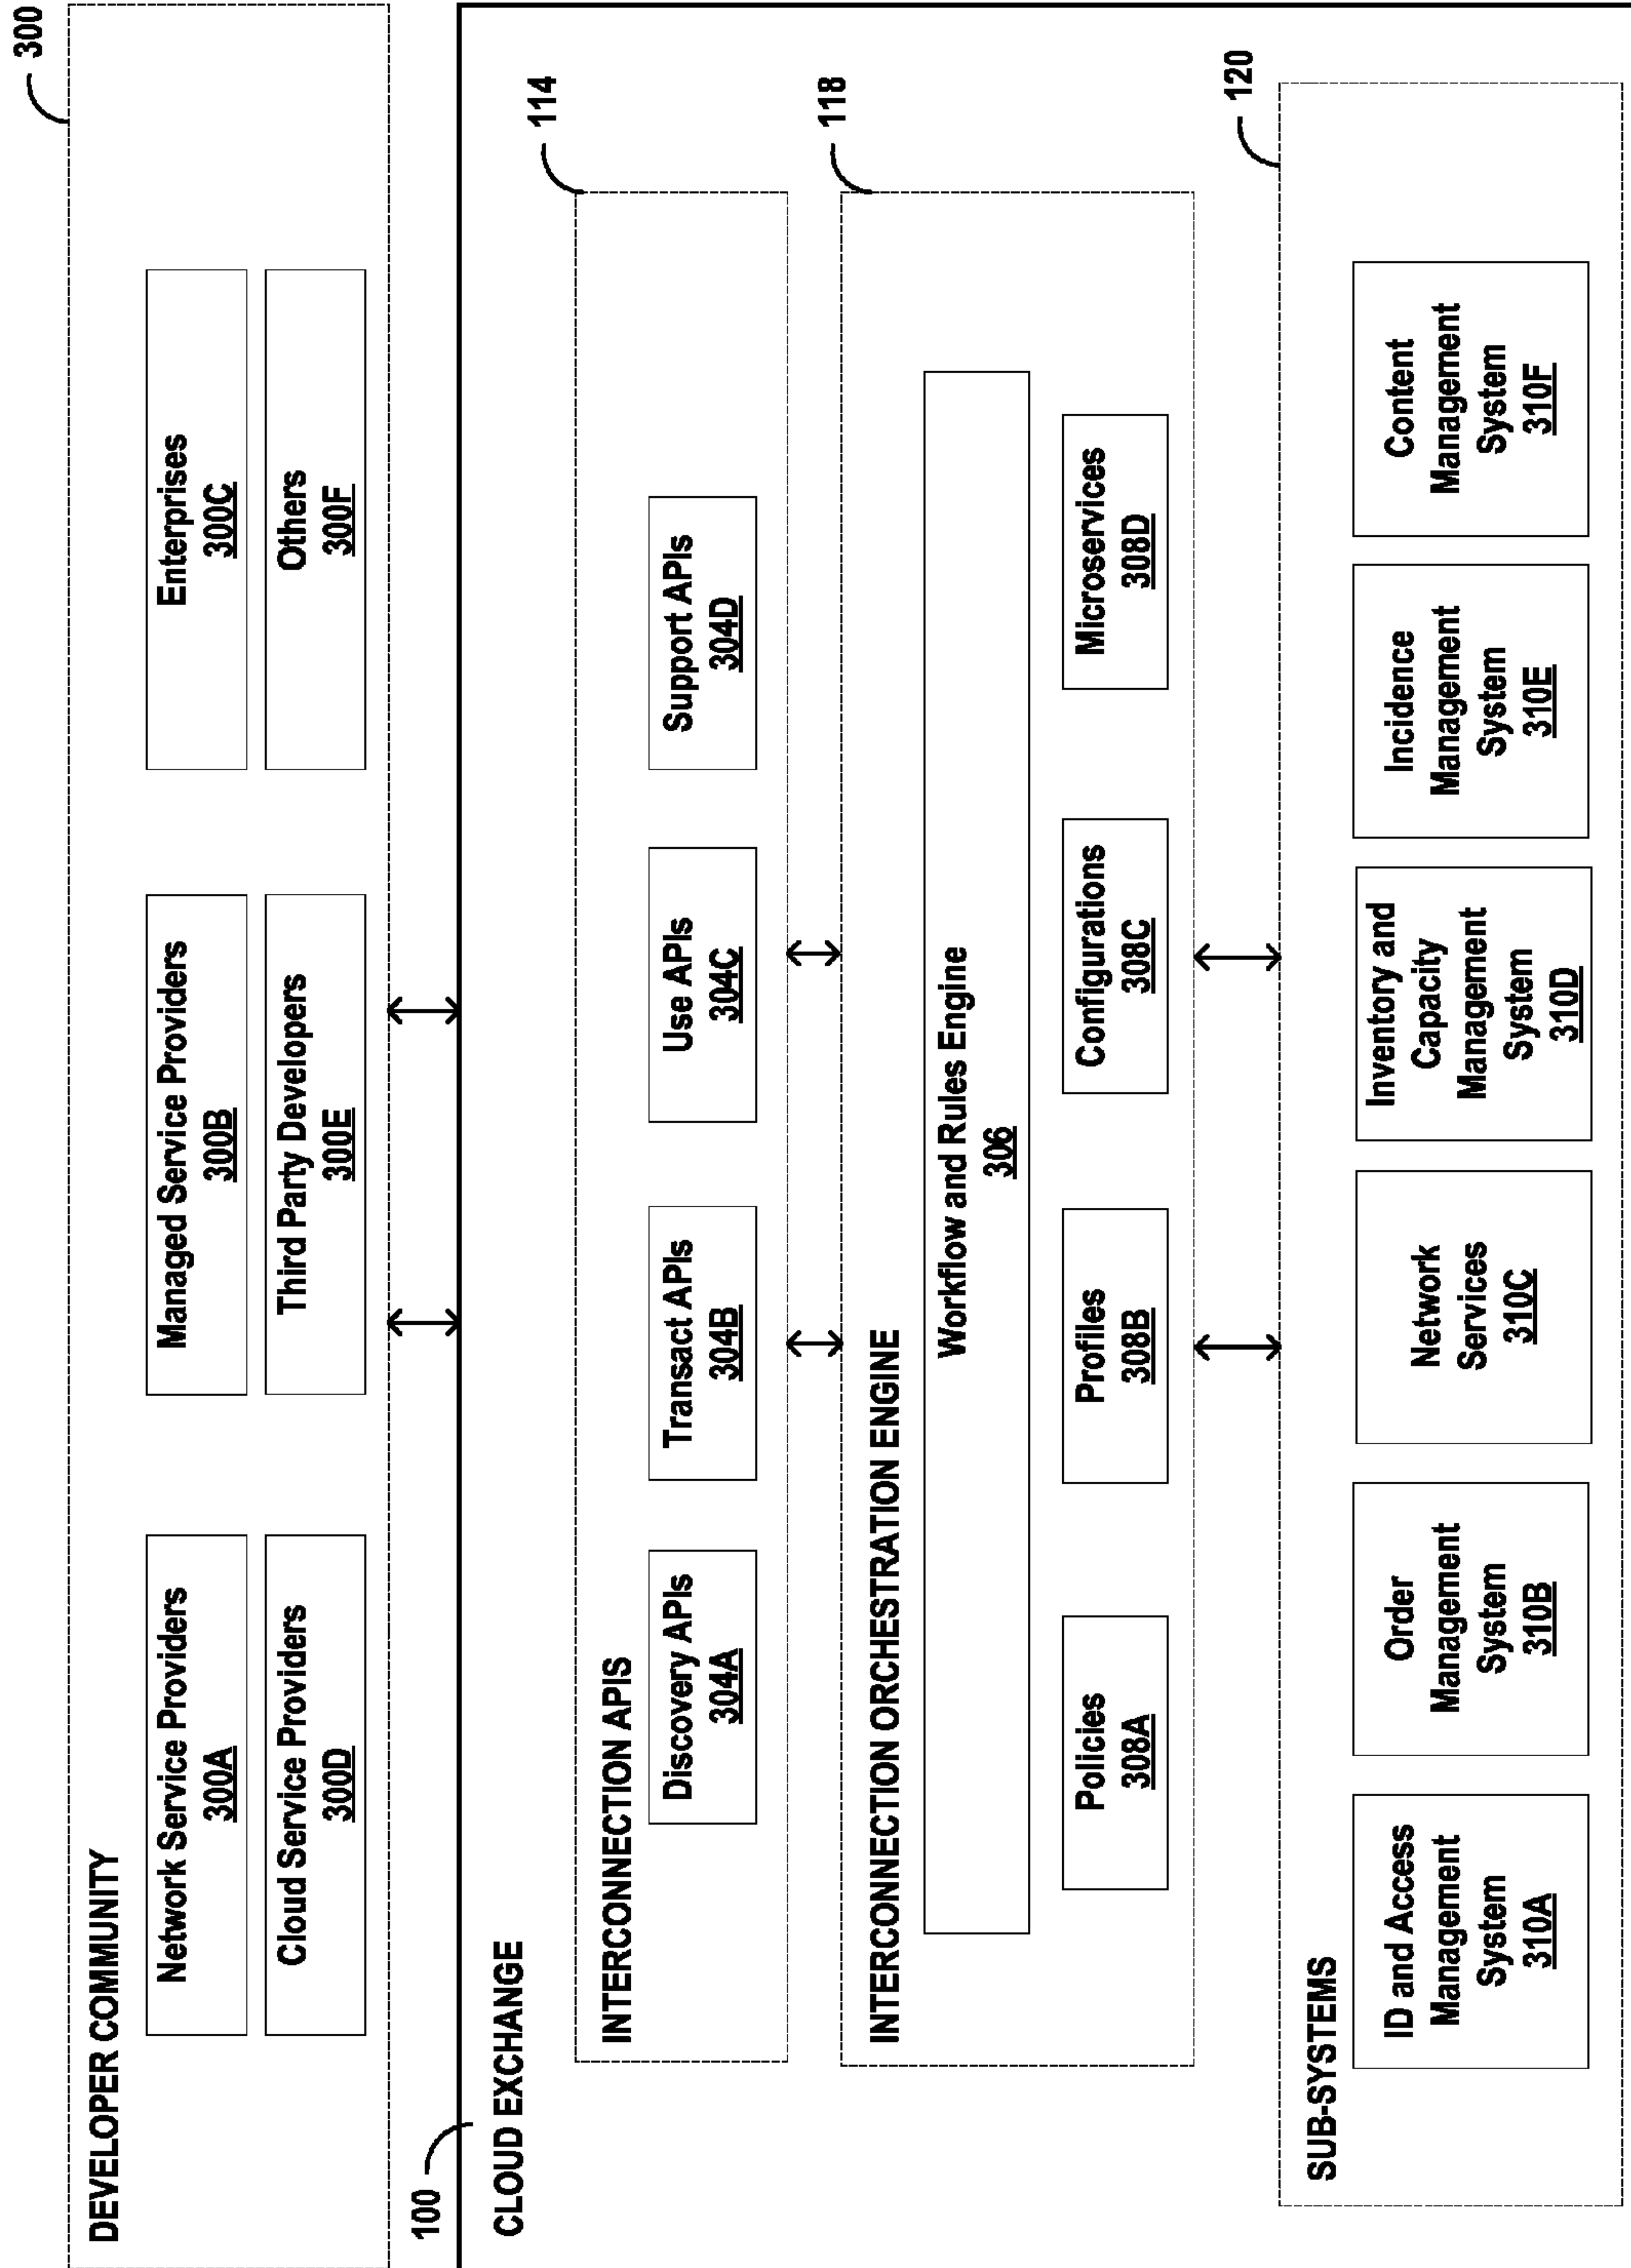 300
DEVELOPER COMMUNITY
Network Service Providers
300A
Managed Service Providers
300B
Enterprises
300C
Cloud Service Providers
300D
Third Party Developers
300E
Others
300F
100
CLOUD EXCHANGE
114
INTERCONNECTION APIS
Discovery APIs
304A
Transact APIs
304B
Use APIs
304C
Support APIs
304D
118
INTERCONNECTION ORCHESTRATION ENGINE
Workflow and Rules Engine
306
Policies
308A
Profiles
308B
Configurations
308C
Microservices
308D
120
SUB-SYSTEMS
ID and Access
Management
System
310A
Order
Management
System
310B
Network
Services
310C
Inventory and
Capacity
Management
System
310D
Incidence
Management
System
310E
Content
Management
System
310F